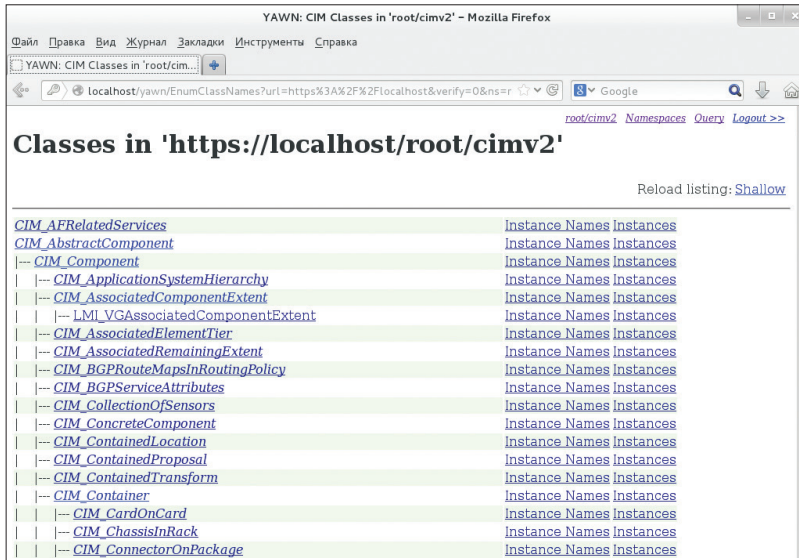 YAWN: CIM Classes in 'root/cimv2' – Mozilla Firefox
Файл Правка Вид Журнал Закладки Инструменты Справка
YAWN: CIM Classes in 'root/cim...
localhost/yawn/EnumClassNames?url=https%3A%2F%2Flocalhost&verify=0&ns=r Google
root/cimv2 Namespaces Query Logout >>
Classes in 'https://localhost/root/cimv2'
Reload listing: Shallow
CIM_AFRelatedServices Instance Names Instances
CIM_AbstractComponent Instance Names Instances
|--- CIM_Component Instance Names Instances
| |--- CIM_ApplicationSystemHierarchy Instance Names Instances
| |--- CIM_AssociatedComponentExtent Instance Names Instances
| | |--- LMI_VGAssociatedComponentExtent Instance Names Instances
| |--- CIM_AssociatedElementTier Instance Names Instances
| |--- CIM_AssociatedRemainingExtent Instance Names Instances
| |--- CIM_BGPRouteMapsInRoutingPolicy Instance Names Instances
| |--- CIM_BGPServiceAttributes Instance Names Instances
| |--- CIM_CollectionOfSensors Instance Names Instances
| |--- CIM_ConcreteComponent Instance Names Instances
| |--- CIM_ContainedLocation Instance Names Instances
| |--- CIM_ContainedProposal Instance Names Instances
| |--- CIM_ContainedTransform Instance Names Instances
| |--- CIM_Container Instance Names Instances
| | |--- CIM_CardOnCard Instance Names Instances
| | |--- CIM_ChassisInRack Instance Names Instances
| | |--- CIM_ConnectorOnPackage Instance Names Instances